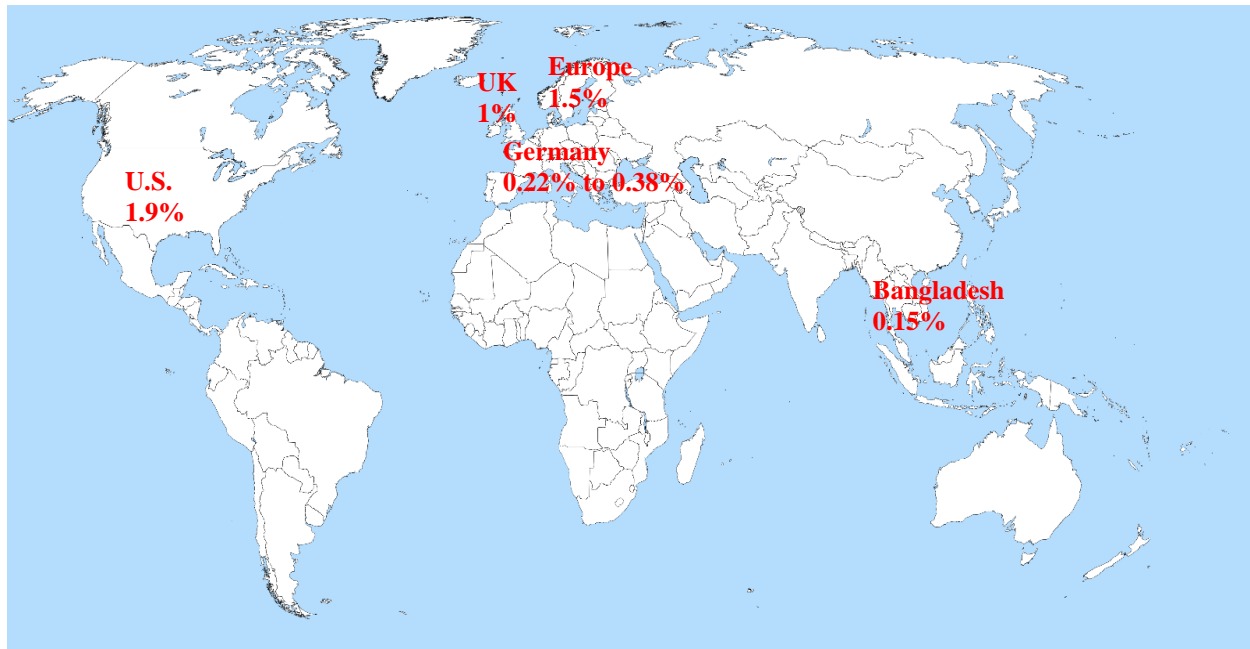 Europe
1.5%
UK
1%
Germany
0.22% to 0.38%
U.S.
1.9%
Bangladesh
0.15%